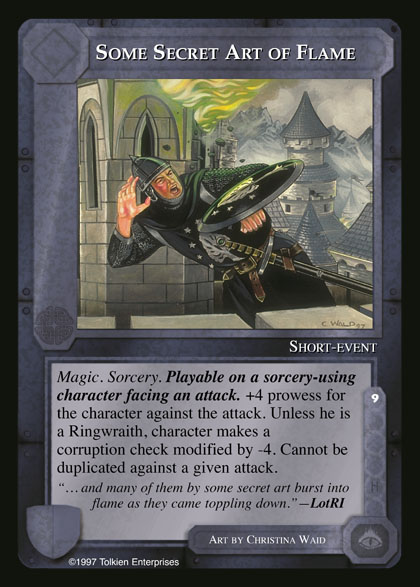 Some Secret Art of Flame
C. WALD 97
Short-event
Magic. Sorcery. Playable on a sorcery-using
character facing an attack. +4 prowess for
the character against the attack. Unless he is
a Ringwraith, character makes a
corruption check modified by -4. Cannot be
duplicated against a given attack.
“… and many of them by some secret art burst into
flame as they came toppling down.”—LotRI
9
Art by Christina Waid
©1997 Tolkien Enterprises